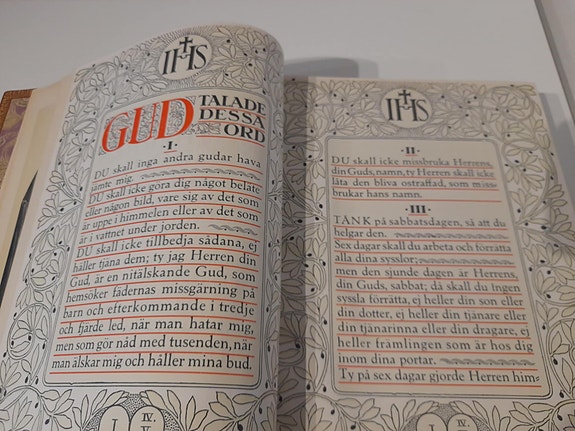 IHS
GUD TALADE
DESSA
ORD
·I·
DU skall inga andra gudar hava
jämte mig.
DU skall icke göra dig något beläte
eller någon bild, vare sig av det som
är uppe i himmelen eller av det som
är i vattnet under jorden.
DU skall icke tillbedja sådana, ej
häller tjäna dem; ty jag Herren din
Gud, är en nitälskande Gud, som
hemsöker fädernas missgärning på
barn och efterkommande i tredje
och fjärde led, när man hatar mig,
men som gör nåd med tusenden, när
man älskar mig och håller mina bud.
I
IV
IHS
·II·
DU skall icke missbruka Herrens,
din Guds, namn, ty Herren skall icke
låta den bliva ostraffad, som miss=
brukar hans namn.
·III·
TÄNK på sabbatsdagen, så att du
helgar den.
Sex dagar skall du arbeta och förrätta
alla dina sysslor;
men den sjunde dagen är Herrens,
din Guds, sabbat; då skall du ingen
syssla förrätta, ej heller din son eller
din dotter, ej heller din tjänare eller
din tjänarinna eller din dragare, ej
heller främlingen som är hos dig
inom dina portar.
Ty på sex dagar gjorde Herren him=
I
IV